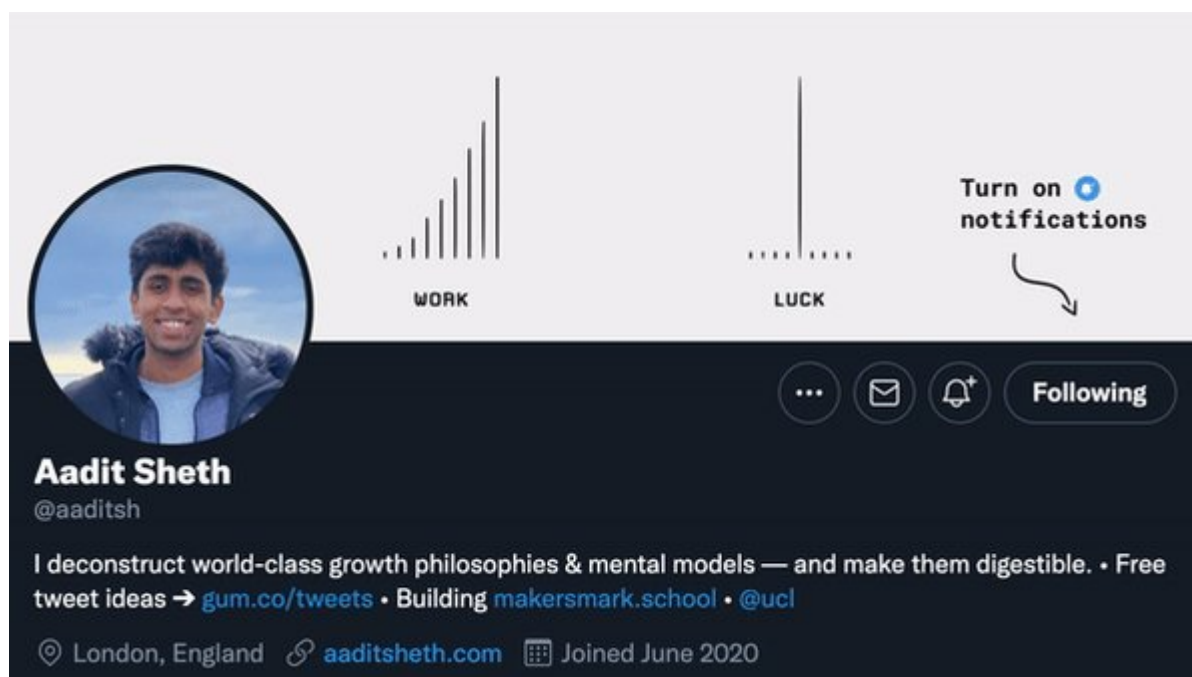 Turn on
notifications
WORK
LUCK
Following
Aadit Sheth
@aaditsh
I deconstruct world-class growth philosophies & mental models — and make them digestible. • Free
tweet ideas ➔ gum.co/tweets • Building makersmark.school • @ucl
London, England aaditsheth.com Joined June 2020